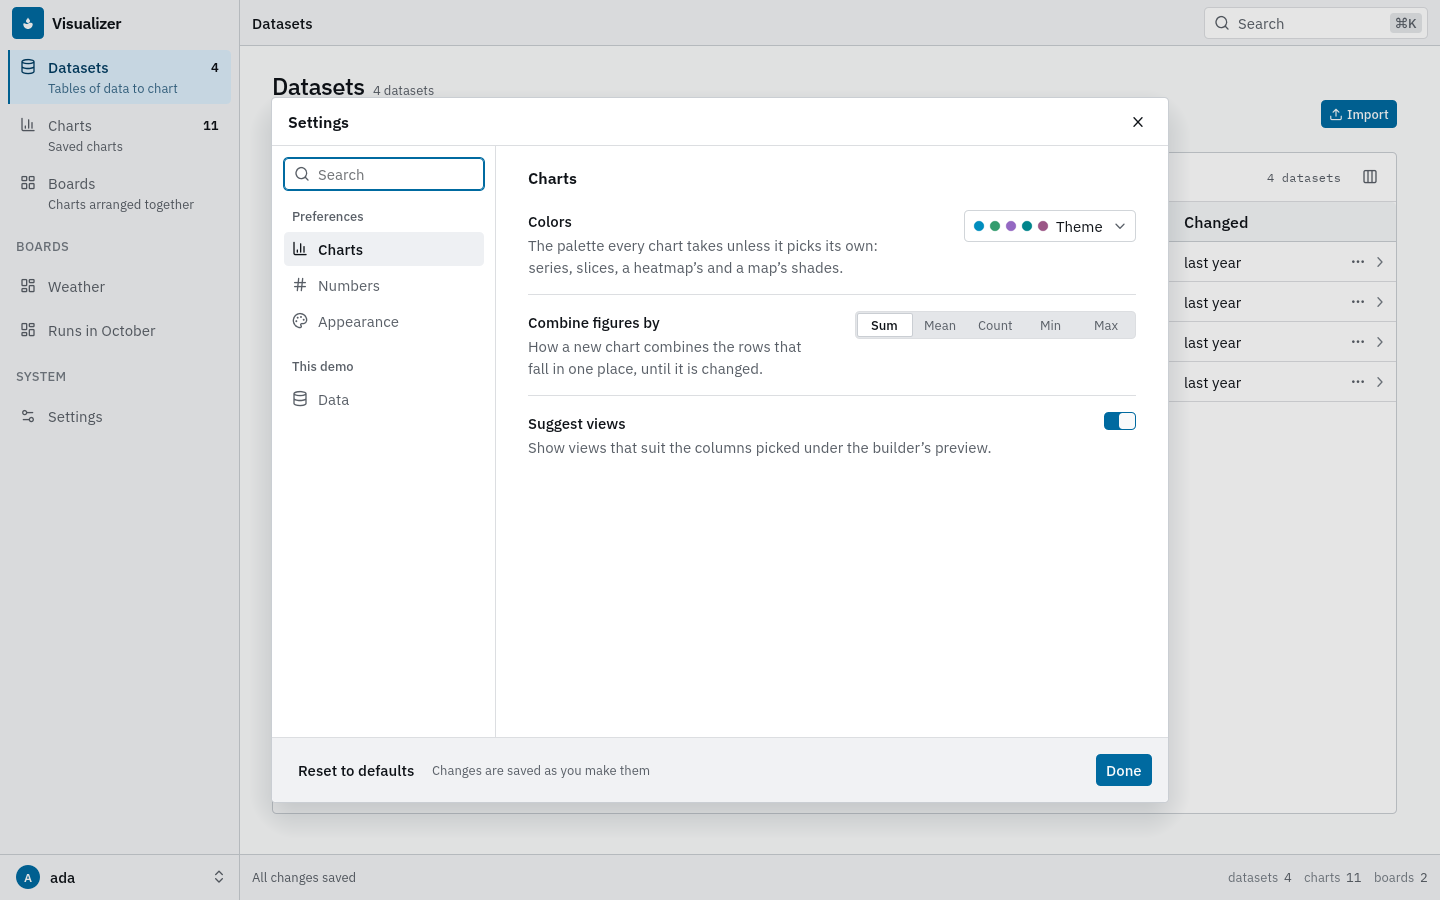 Visualizer
Datasets
Search
⌘K
Datasets 4
Tables of data to chart
Charts 11
Saved charts
Boards
Charts arranged together
BOARDS
Weather
Runs in October
SYSTEM
Settings
Datasets 4 datasets
Import
4 datasets
Changed
last year
last year
last year
last year
Settings
Search
Preferences
Charts
Numbers
Appearance
This demo
Data
Charts
Colors
The palette every chart takes unless it picks its own:
series, slices, a heatmap’s and a map’s shades.
Theme
Combine figures by
How a new chart combines the rows that
fall in one place, until it is changed.
Sum Mean Count Min Max
Suggest views
Show views that suit the columns picked under the builder’s preview.
Reset to defaults
Changes are saved as you make them
Done
A ada
All changes saved
datasets 4 charts 11 boards 2